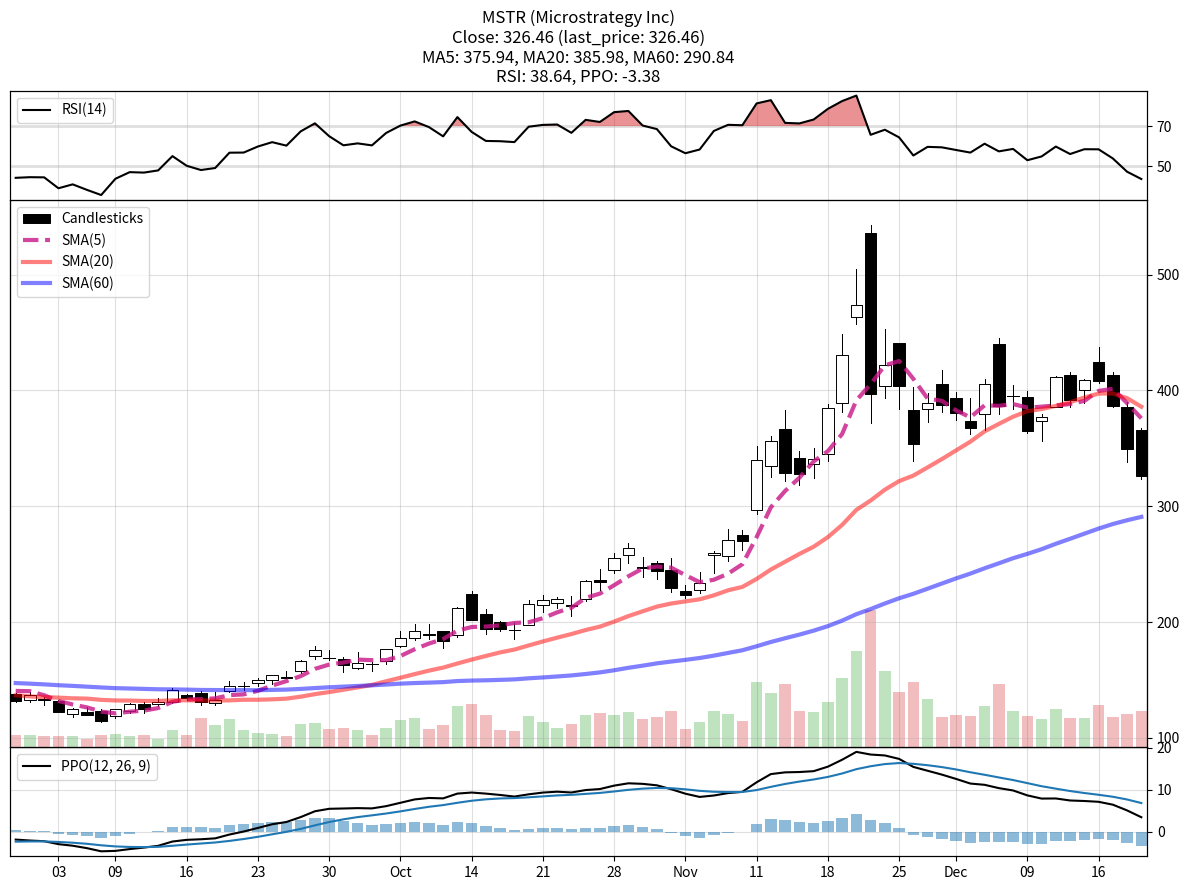 MSTR (Microstrategy Inc)
Close: 326.46 (last_price: 326.46)
MA5: 375.94, MA20: 385.98, MA60: 290.84
RSI: 38.64, PPO: -3.38
RSI(14)
70
50
Candlesticks
SMA(5)
SMA(20)
SMA(60)
500
400
300
200
100
PPO(12, 26, 9)
20
10
0
03 09 16 23 30 Oct 14 21 28 Nov 11 18 25 Dec 09 16